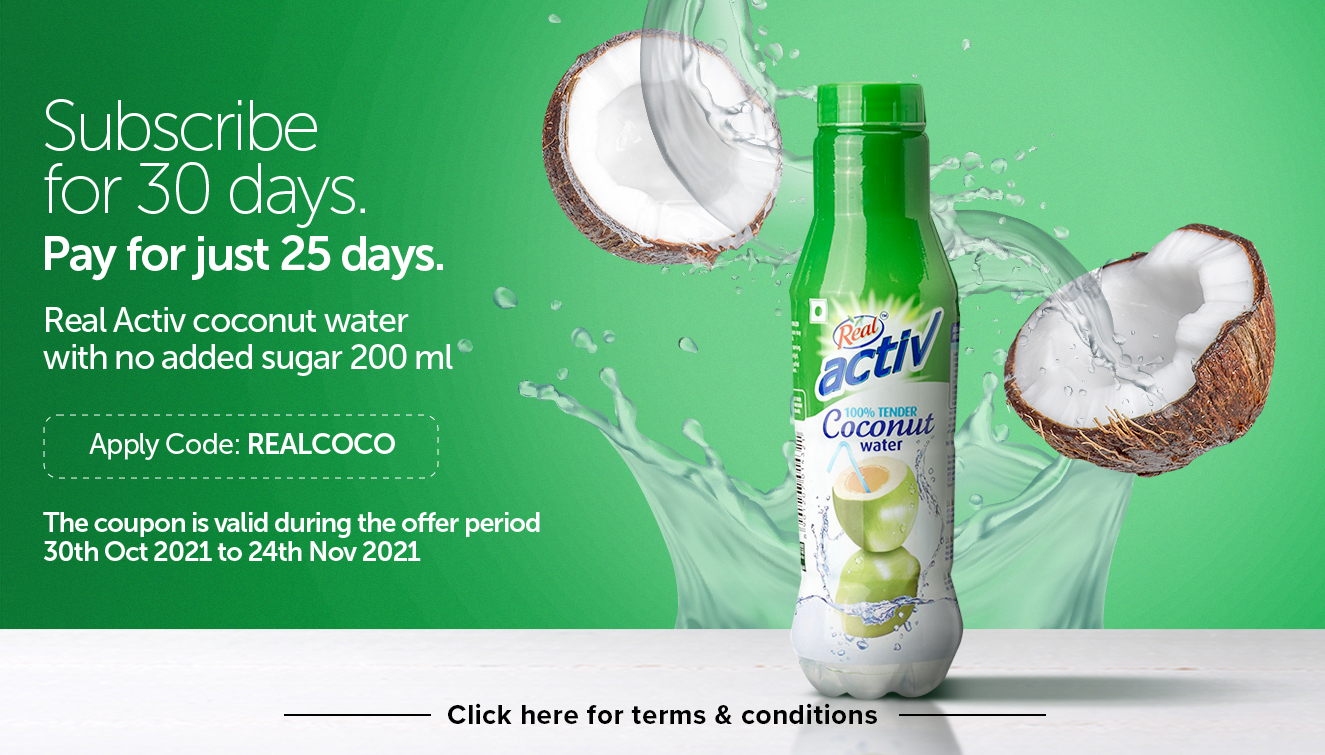 Subscribe
for 30 days.
Pay for just 25 days.
Real Activ coconut water
with no added sugar 200 ml
Apply Code: REALCOCO
The coupon is valid during the offer period
30th Oct 2021 to 24th Nov 2021
Real™
activ
100% TENDER
Coconut
water
Click here for terms & conditions